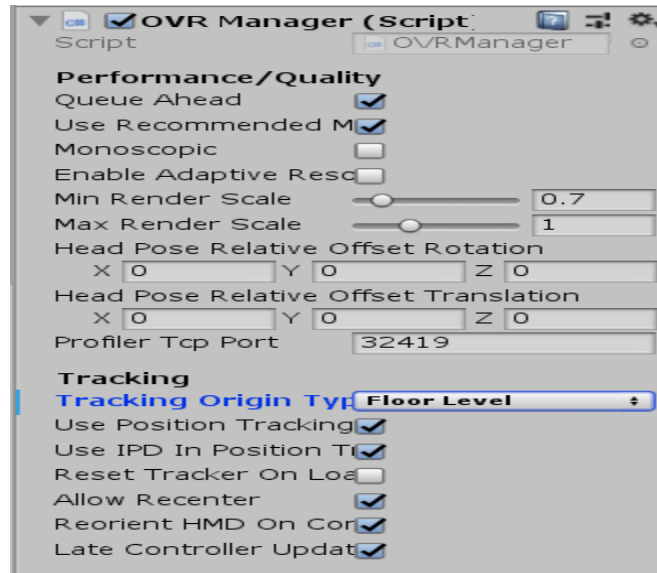 OVR Manager (Script)
Script OVRManager
Performance/Quality
Queue Ahead
Use Recommended M
Monoscopic
Enable Adaptive Reso
Min Render Scale 0.7
Max Render Scale 1
Head Pose Relative Offset Rotation
X 0 Y 0 Z 0
Head Pose Relative Offset Translation
X 0 Y 0 Z 0
Profiler Tcp Port 32419
Tracking
Tracking Origin Typ Floor Level
Use Position Tracking
Use IPD In Position Tr
Reset Tracker On Loa
Allow Recenter
Reorient HMD On Con
Late Controller Updat